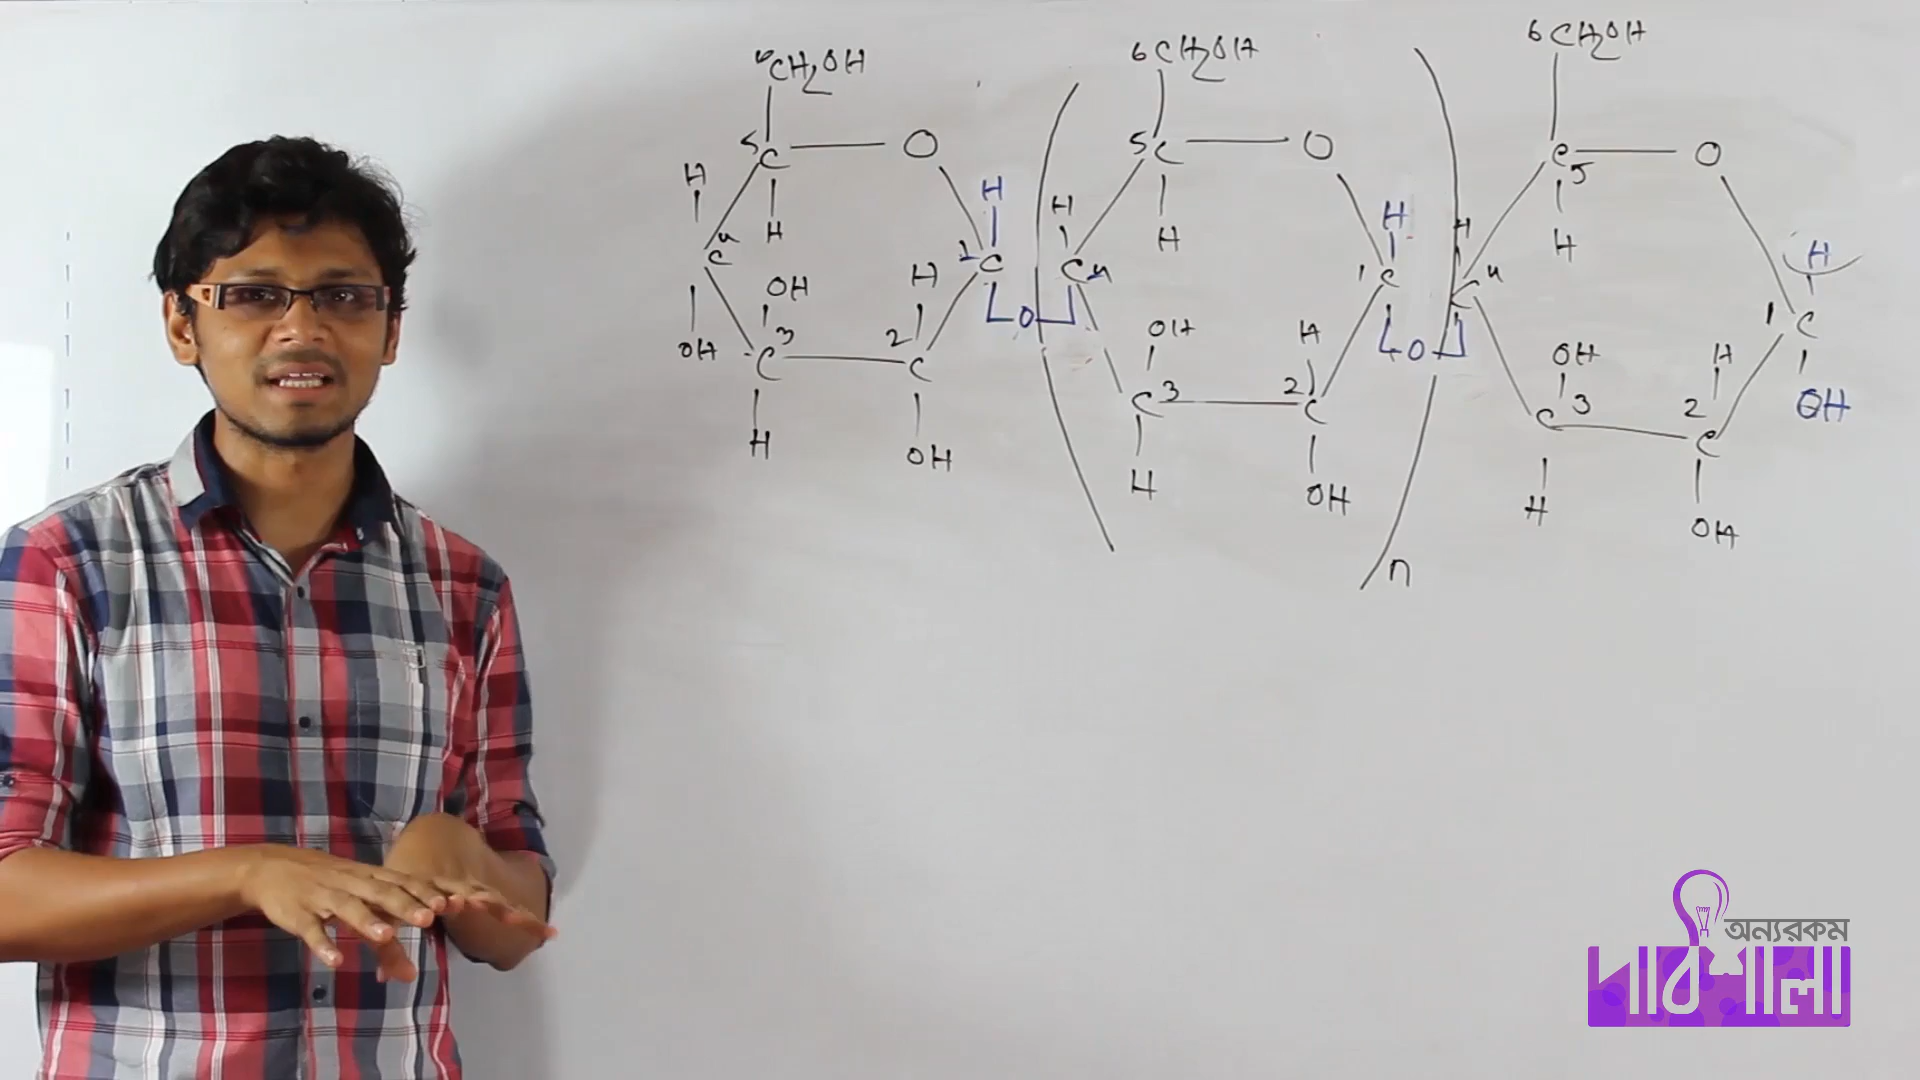 6CH2OH 6CH2OH 6CH2OH
5C O 5C O C5 O
H H H H H H H H H
C4 1C C4 1C C4 1C
O O
OH OH H OH H OH H OH
3C 2C C3 2C C3 2C
H OH H OH H OH
n
অন্যরকম
পাঠশালা